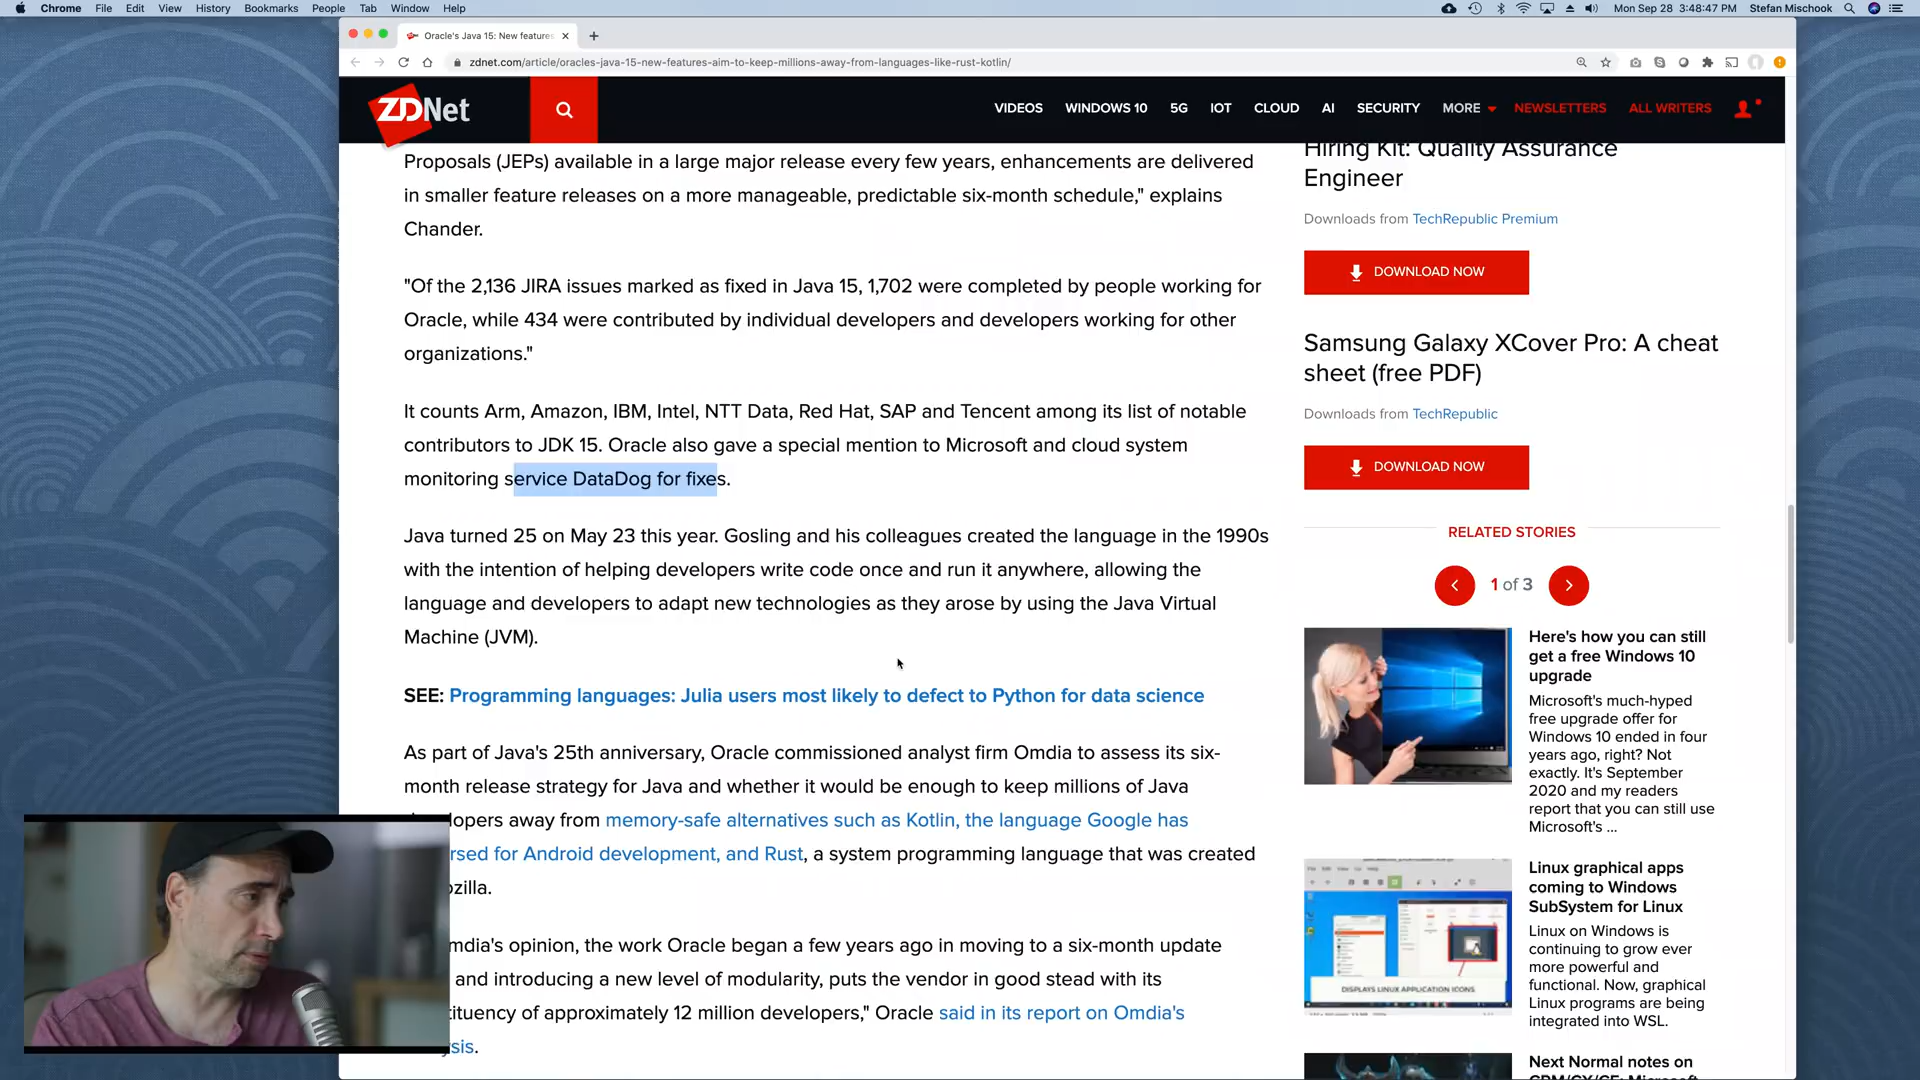 Chrome File Edit View History Bookmarks People Tab Window Help
Mon Sep 28 3:48:47 PM Stefan Mischook
Oracle's Java 15: New features
zdnet.com/article/oracles-java-15-new-features-aim-to-keep-millions-away-from-languages-like-rust-kotlin/
ZDNet
VIDEOS WINDOWS 10 5G IOT CLOUD AI SECURITY MORE NEWSLETTERS ALL WRITERS
Proposals (JEPs) available in a large major release every few years, enhancements are delivered
in smaller feature releases on a more manageable, predictable six-month schedule," explains
Chander.
"Of the 2,136 JIRA issues marked as fixed in Java 15, 1,702 were completed by people working for
Oracle, while 434 were contributed by individual developers and developers working for other
organizations."
It counts Arm, Amazon, IBM, Intel, NTT Data, Red Hat, SAP and Tencent among its list of notable
contributors to JDK 15. Oracle also gave a special mention to Microsoft and cloud system
monitoring service DataDog for fixes.
Java turned 25 on May 23 this year. Gosling and his colleagues created the language in the 1990s
with the intention of helping developers write code once and run it anywhere, allowing the
language and developers to adapt new technologies as they arose by using the Java Virtual
Machine (JVM).
SEE: Programming languages: Julia users most likely to defect to Python for data science
As part of Java's 25th anniversary, Oracle commissioned analyst firm Omdia to assess its six-
month release strategy for Java and whether it would be enough to keep millions of Java
lopers away from memory-safe alternatives such as Kotlin, the language Google has
rsed for Android development, and Rust, a system programming language that was created
ozilla.
mdia's opinion, the work Oracle began a few years ago in moving to a six-month update
and introducing a new level of modularity, puts the vendor in good stead with its
tituency of approximately 12 million developers," Oracle said in its report on Omdia's
ysis.
Hiring Kit: Quality Assurance
Engineer
Downloads from TechRepublic Premium
DOWNLOAD NOW
Samsung Galaxy XCover Pro: A cheat
sheet (free PDF)
Downloads from TechRepublic
DOWNLOAD NOW
RELATED STORIES
1 of 3
Here's how you can still
get a free Windows 10
upgrade
Microsoft's much-hyped
free upgrade offer for
Windows 10 ended in four
years ago, right? Not
exactly. It's September
2020 and my readers
report that you can still use
Microsoft's ...
DISPLAYS LINUX APPLICATION ICONS
Linux graphical apps
coming to Windows
SubSystem for Linux
Linux on Windows is
continuing to grow ever
more powerful and
functional. Now, graphical
Linux programs are being
integrated into WSL.
Next Normal notes on